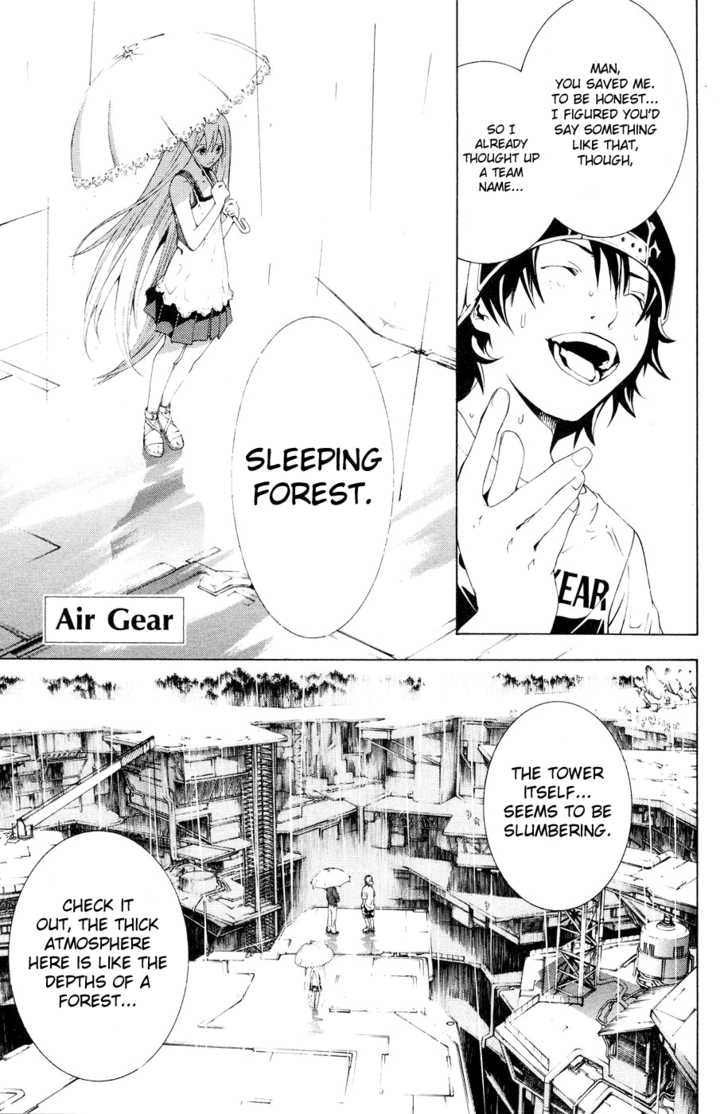 MAN,
YOU SAVED ME.
TO BE HONEST...
I FIGURED YOU'D
SAY SOMETHING
LIKE THAT,
THOUGH,
SO I
ALREADY
THOUGHT UP
A TEAM
NAME...
YEAR
SLEEPING
FOREST.
Air Gear
THE TOWER
ITSELF...
SEEMS TO BE
SLUMBERING.
CHECK IT
OUT, THE THICK
ATMOSPHERE
HERE IS LIKE THE
DEPTHS OF A
FOREST...